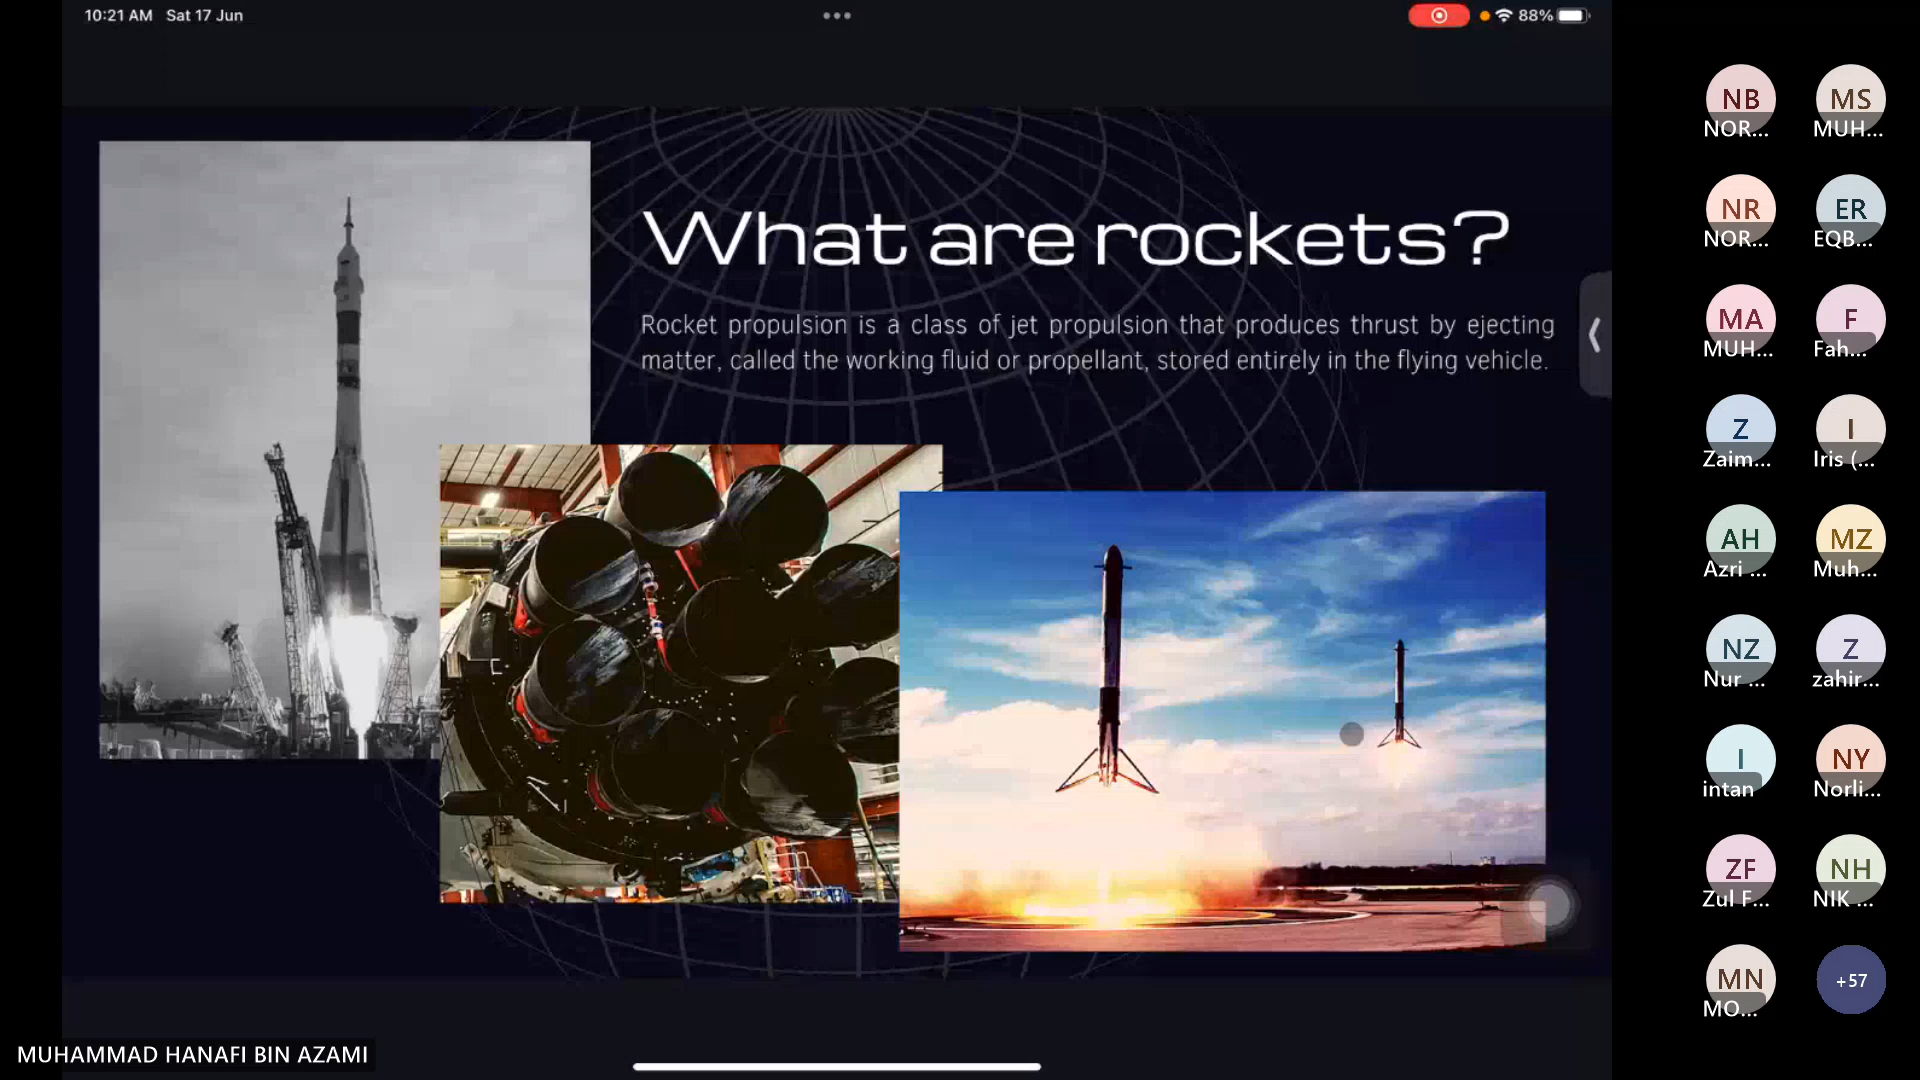 10:21 AM Sat 17 Jun
88%
What are rockets?
Rocket propulsion is a class of jet propulsion that produces thrust by ejecting
matter, called the working fluid or propellant, stored entirely in the flying vehicle.
NB MS
NOR... MUH...
NR ER
NOR... EQB...
MA F
MUH... Fah...
Z I
Zaim... Iris (...
AH MZ
Azri ... Muh...
NZ Z
Nur ... zahir...
I NY
intan Norli...
ZF NH
Zul F... NIK ...
MN +57
MO...
MUHAMMAD HANAFI BIN AZAMI